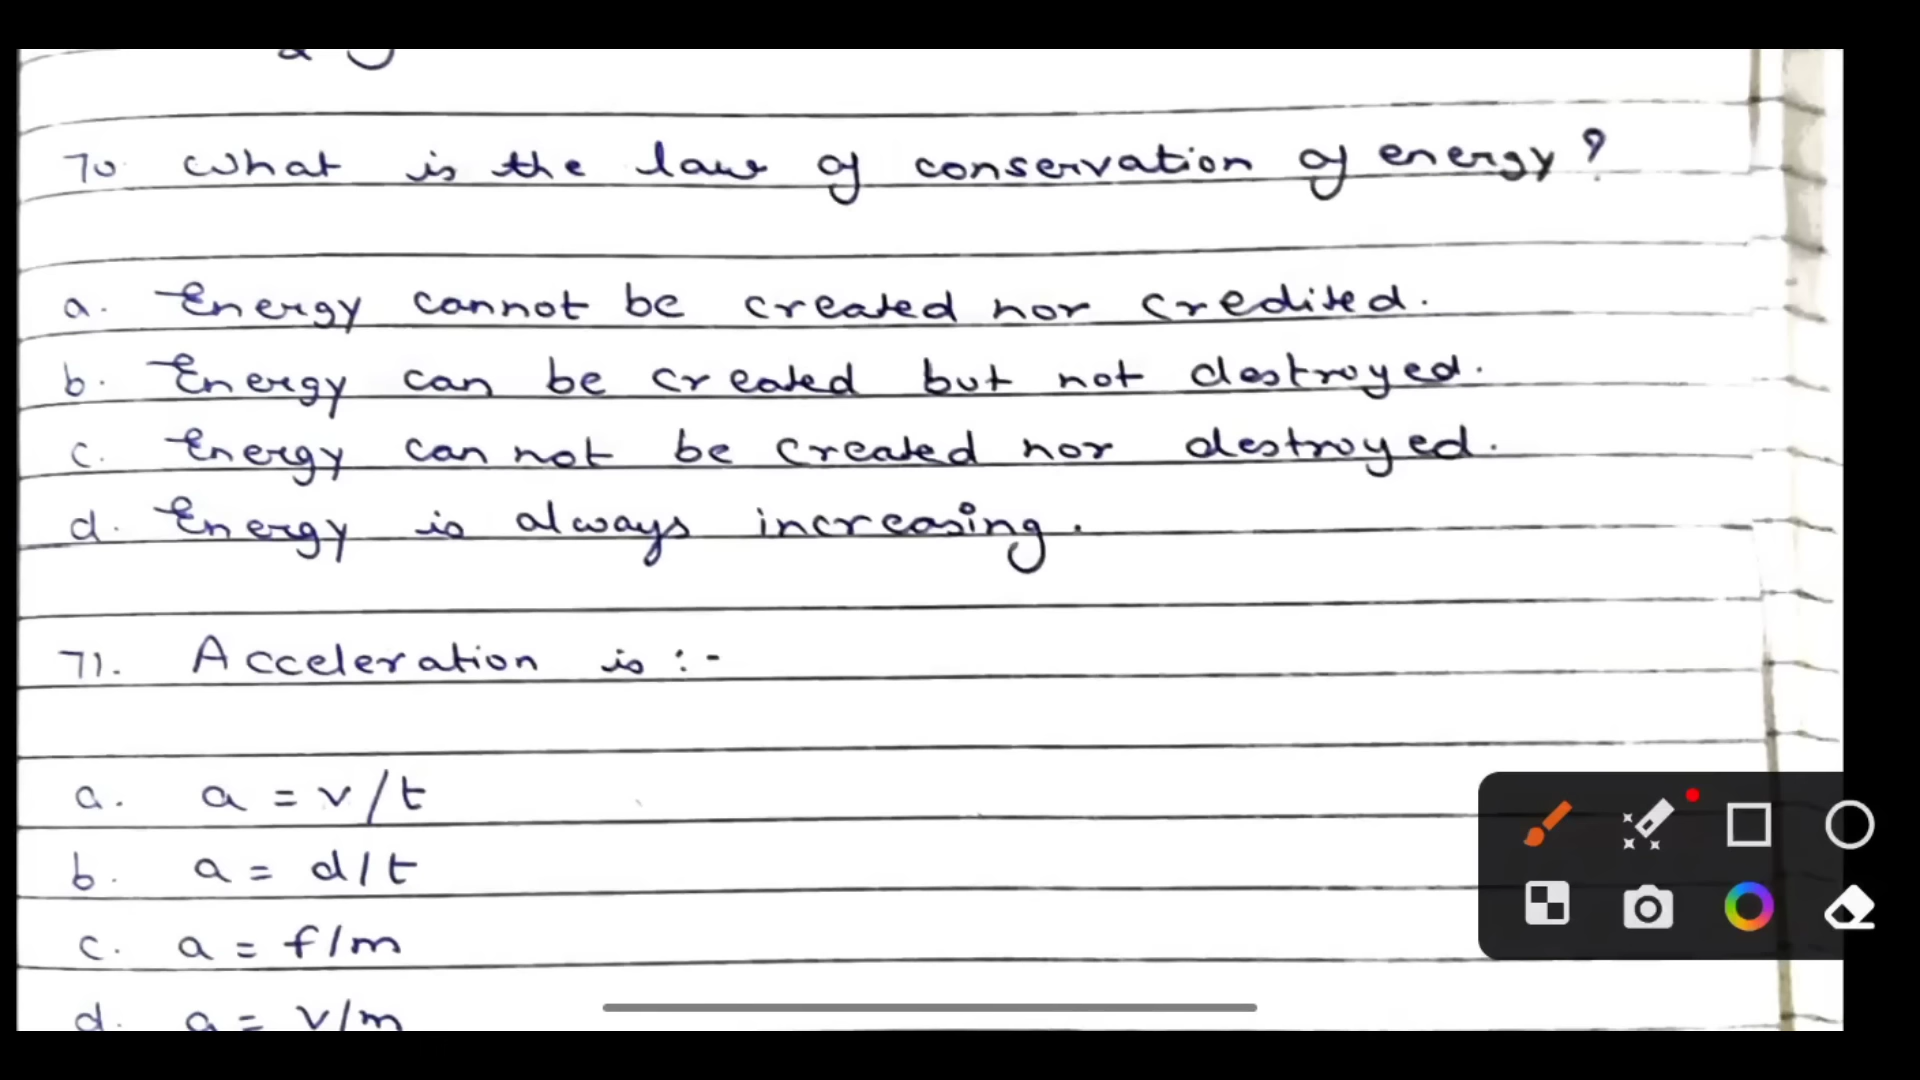 70. What is the law of conservation of energy?
a. Energy cannot be created nor credited.
b. Energy can be created but not destroyed.
c. Energy can not be created nor destroyed.
d. Energy is always increasing.
71. Acceleration is :-
a. a = v/t
b. a = d/t
c. a = f/m
d. a = v/m